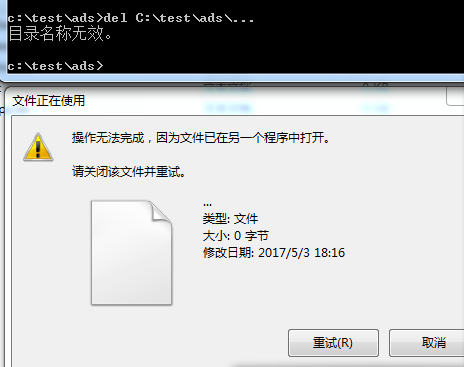 c:\test\ads>del C:\test\ads\...
目录名称无效。
c:\test\ads>
文件正在使用
操作无法完成，因为文件已在另一个程序中打开。
请关闭该文件并重试。
...
类型: 文件
大小: 0 字节
修改日期: 2017/5/3 18:16
重试(R)
取消